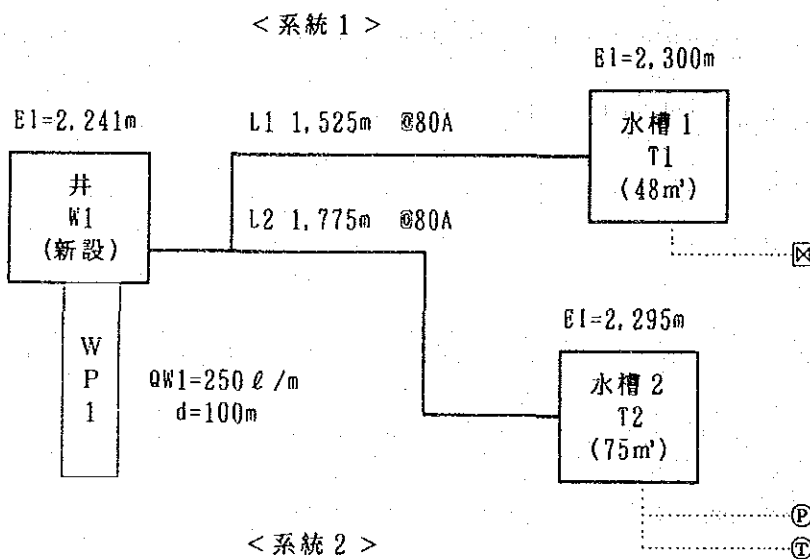 <系統1>
El=2,300m
El=2,241m
L1 1,525m @80A
水槽1
T1
(48㎥)
井
W1
(新設)
L2 1,775m @80A
El=2,295m
W
P
1
QW1=250ℓ/m
d=100m
水槽2
T2
(75㎥)
Ⓟ
Ⓣ
<系統2>